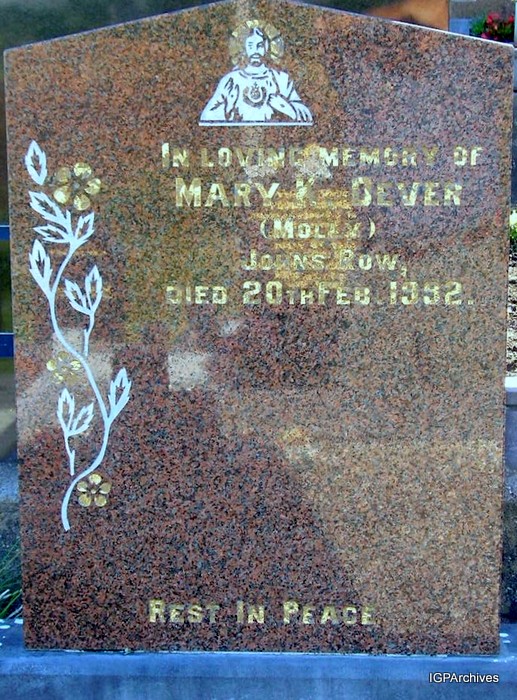 In loving memory of
Mary K. Dever
(Molly)
Johns Row,
died 20th Feb. 1992.
Rest In Peace
IGPArchives